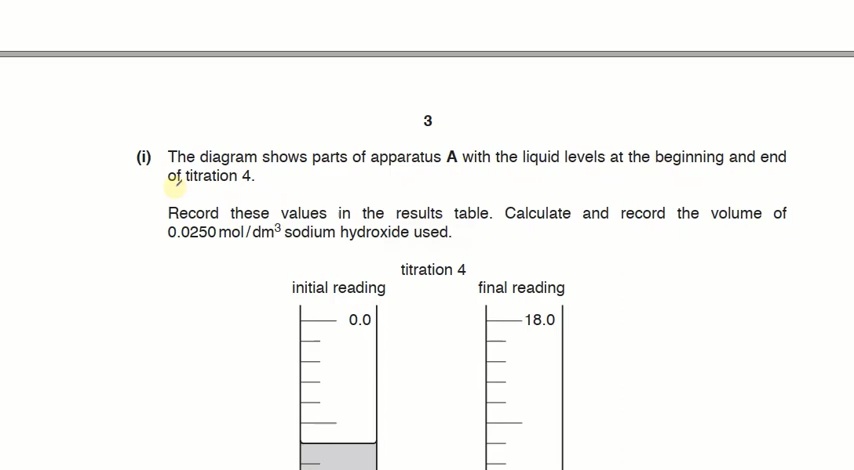 3
(i) The diagram shows parts of apparatus A with the liquid levels at the beginning and end
of titration 4.
Record these values in the results table. Calculate and record the volume of
0.0250 mol/dm³ sodium hydroxide used.
titration 4
initial reading final reading
0.0 18.0